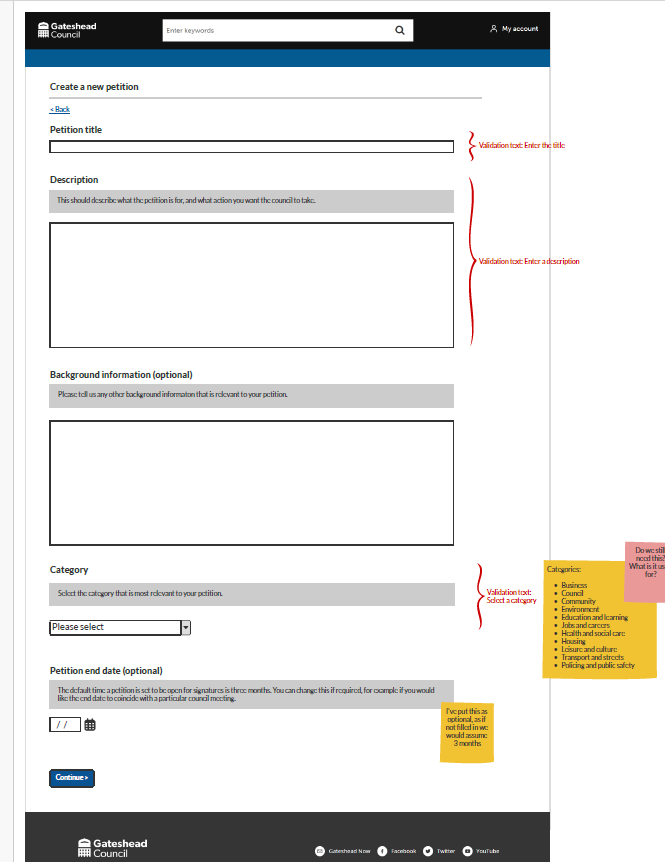 Gateshead
Council
Enter keywords
My account
Create a new petition
< Back
Petition title
Validation text: Enter the title
Description
This should describe what the petition is for, and what action you want the council to take.
Validation text: Enter a description
Background information (optional)
Please tell us any other background informaton that is relevant to your petition.
Category
Select the category that is most relevant to your petition.
Please select
Validation text:
Select a category
Categories:
• Business
• Council
• Community
• Environment
• Education and learning
• Jobs and careers
• Health and social care
• Housing
• Leisure and culture
• Transport and streets
• Policing and public safety
Do we still
need this?
What is it
for?
Petition end date (optional)
The default time a petition is set to be open for signatures is three months. You can change this if required, for example if you would
like the end date to coincide with a particular council meeting.
/ /
I've put this as
optional, as if
not filled in we
would assume
3 months
Continue >
Gateshead
Council
Gateshead Now
Facebook
Twitter
YouTube